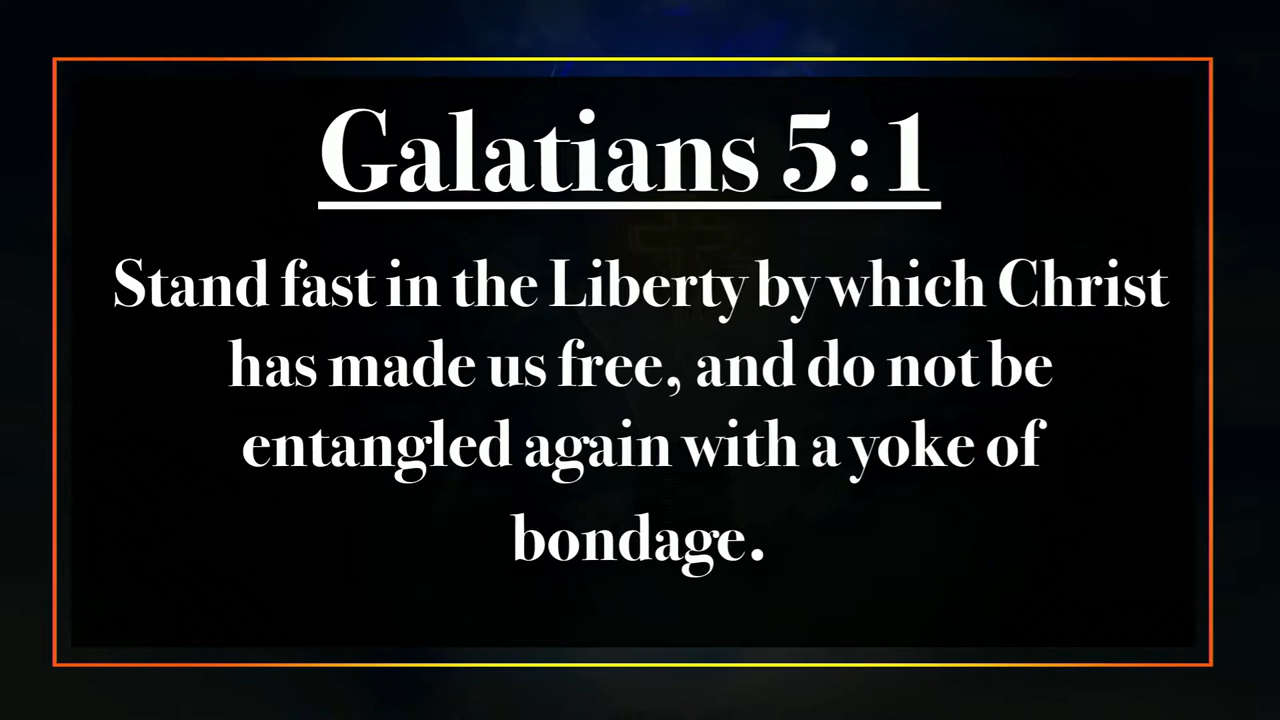 Galatians 5:1
Stand fast in the Liberty by which Christ
has made us free, and do not be
entangled again with a yoke of
bondage.